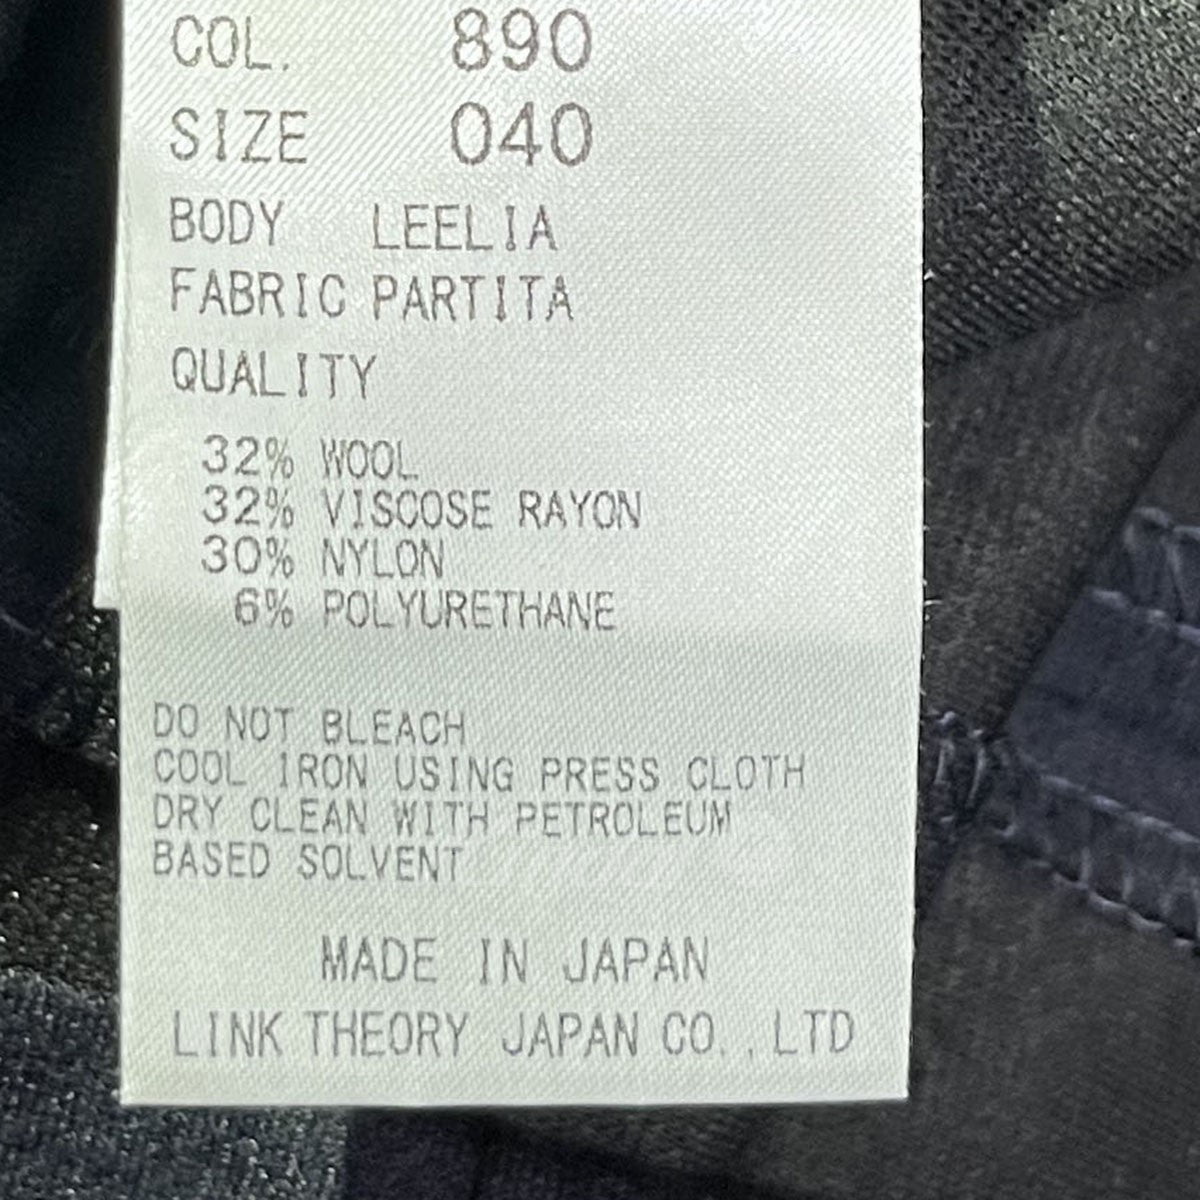 COL. 890
SIZE 040
BODY LEELIA
FABRIC PARTITA
QUALITY
32% WOOL
32% VISCOSE RAYON
30% NYLON
6% POLYURETHANE
DO NOT BLEACH
COOL IRON USING PRESS CLOTH
DRY CLEAN WITH PETROLEUM
BASED SOLVENT
MADE IN JAPAN
LINK THEORY JAPAN CO.,LTD